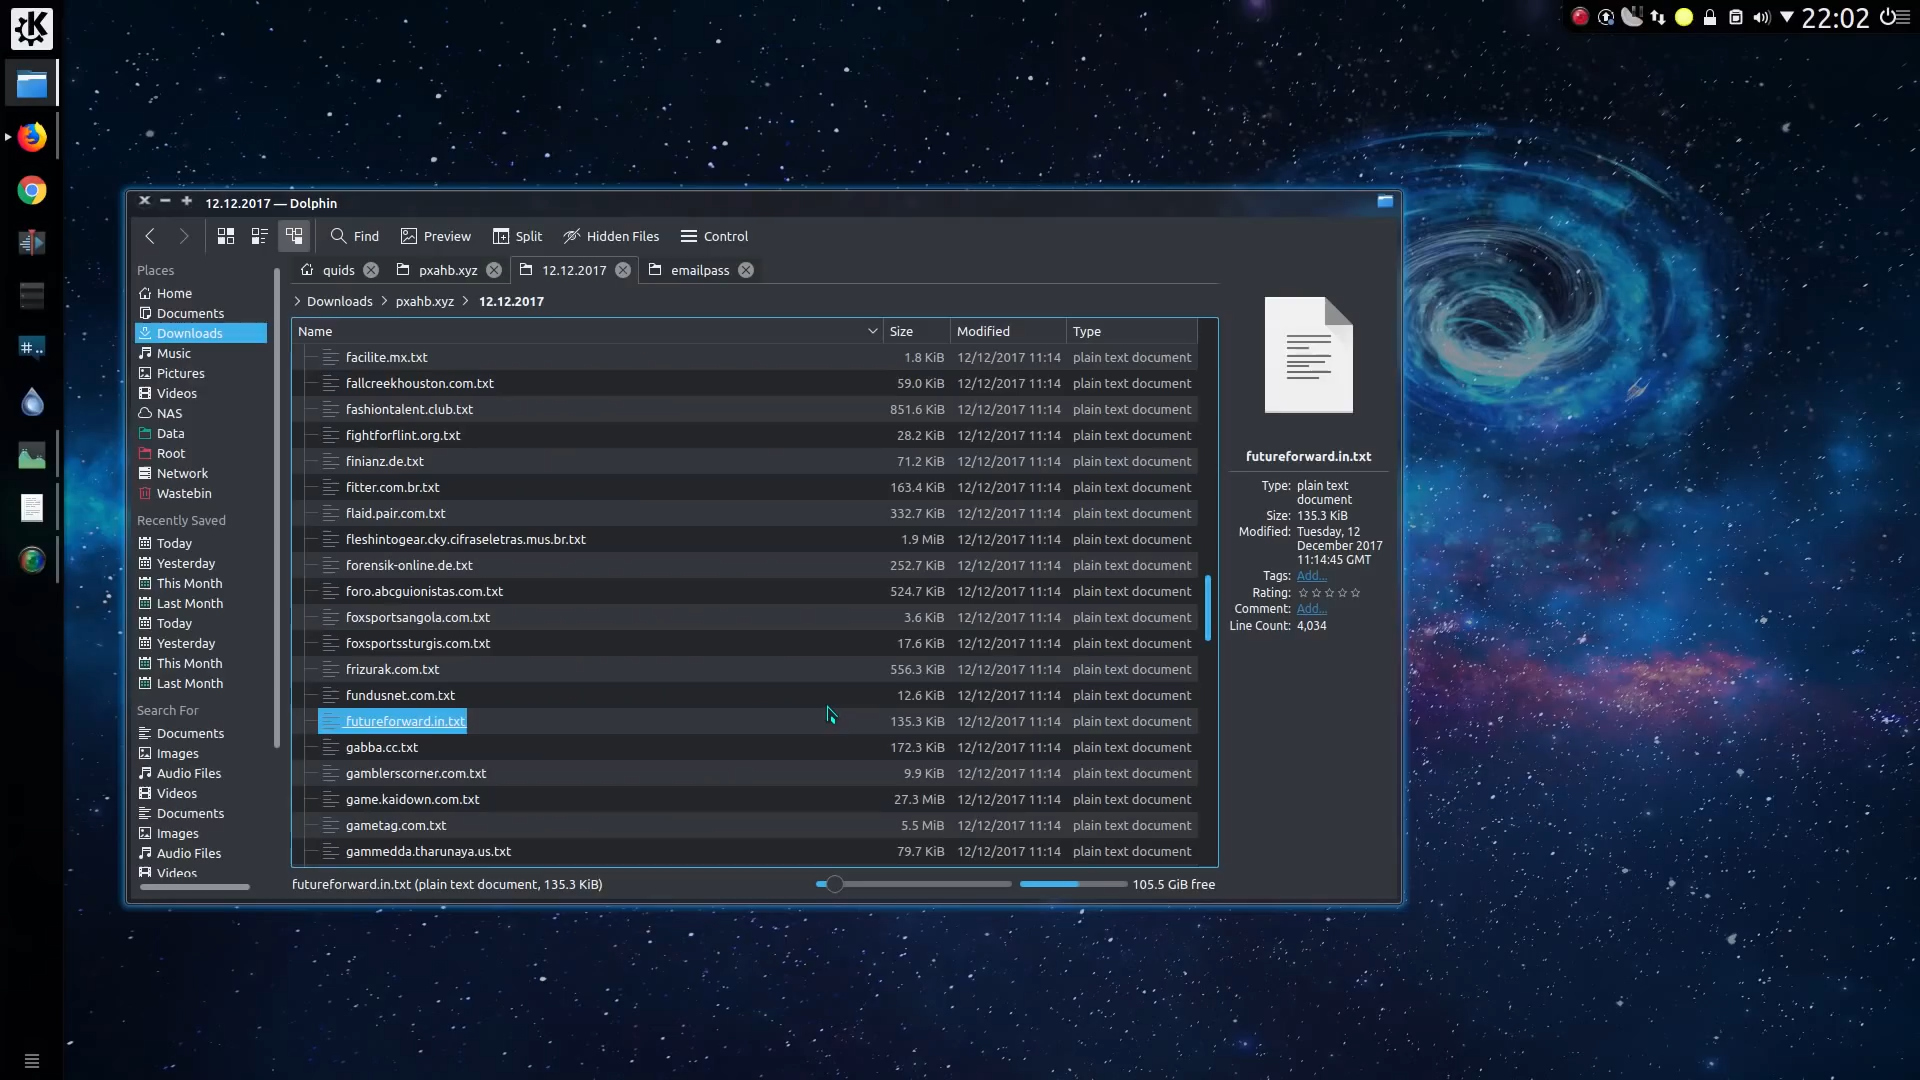 22:02
12.12.2017 — Dolphin
Find Preview Split Hidden Files Control
quids pxahb.xyz 12.12.2017 emailpass
Downloads pxahb.xyz 12.12.2017
Places
Home
Documents
Downloads
Music
Pictures
Videos
NAS
Data
Root
Network
Wastebin
Recently Saved
Today
Yesterday
This Month
Last Month
Today
Yesterday
This Month
Last Month
Search For
Documents
Images
Audio Files
Videos
Documents
Images
Audio Files
Videos
Name Size Modified Type
facilite.mx.txt 1.8 KiB 12/12/2017 11:14 plain text document
fallcreekhouston.com.txt 59.0 KiB 12/12/2017 11:14 plain text document
fashiontalent.club.txt 851.6 KiB 12/12/2017 11:14 plain text document
fightforflint.org.txt 28.2 KiB 12/12/2017 11:14 plain text document
finianz.de.txt 71.2 KiB 12/12/2017 11:14 plain text document
fitter.com.br.txt 163.4 KiB 12/12/2017 11:14 plain text document
flaid.pair.com.txt 332.7 KiB 12/12/2017 11:14 plain text document
fleshintogear.cky.cifraseletras.mus.br.txt 1.9 MiB 12/12/2017 11:14 plain text document
forensik-online.de.txt 252.7 KiB 12/12/2017 11:14 plain text document
foro.abcguionistas.com.txt 524.7 KiB 12/12/2017 11:14 plain text document
foxsportsangola.com.txt 3.6 KiB 12/12/2017 11:14 plain text document
foxsportssturgis.com.txt 17.6 KiB 12/12/2017 11:14 plain text document
frizurak.com.txt 556.3 KiB 12/12/2017 11:14 plain text document
fundusnet.com.txt 12.6 KiB 12/12/2017 11:14 plain text document
futureforward.in.txt 135.3 KiB 12/12/2017 11:14 plain text document
gabba.cc.txt 172.3 KiB 12/12/2017 11:14 plain text document
gamblerscorner.com.txt 9.9 KiB 12/12/2017 11:14 plain text document
game.kaidown.com.txt 27.3 MiB 12/12/2017 11:14 plain text document
gametag.com.txt 5.5 MiB 12/12/2017 11:14 plain text document
gammedda.tharunaya.us.txt 79.7 KiB 12/12/2017 11:14 plain text document
futureforward.in.txt (plain text document, 135.3 KiB) 105.5 GiB free
futureforward.in.txt
Type: plain text
document
Size: 135.3 KiB
Modified: Tuesday, 12
December 2017
11:14:45 GMT
Tags: Add...
Rating:
Comment: Add...
Line Count: 4,034